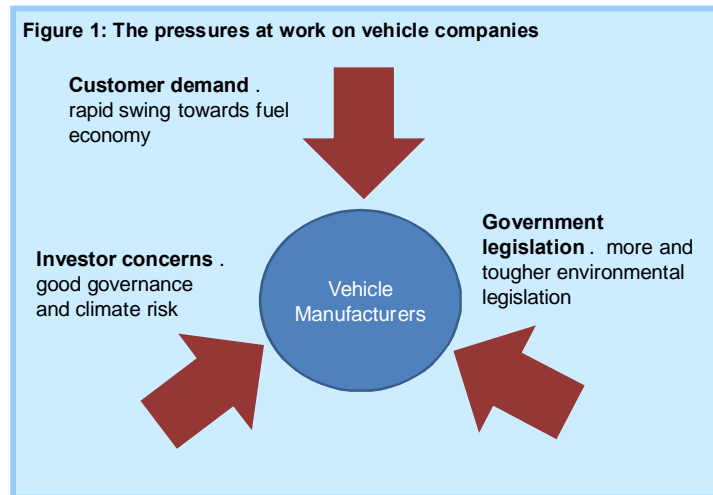 Figure 1: The pressures at work on vehicle companies
Customer demand .
rapid swing towards fuel
economy
Government
legislation . more and
tougher environmental
legislation
Investor concerns .
good governance
and climate risk
Vehicle
Manufacturers